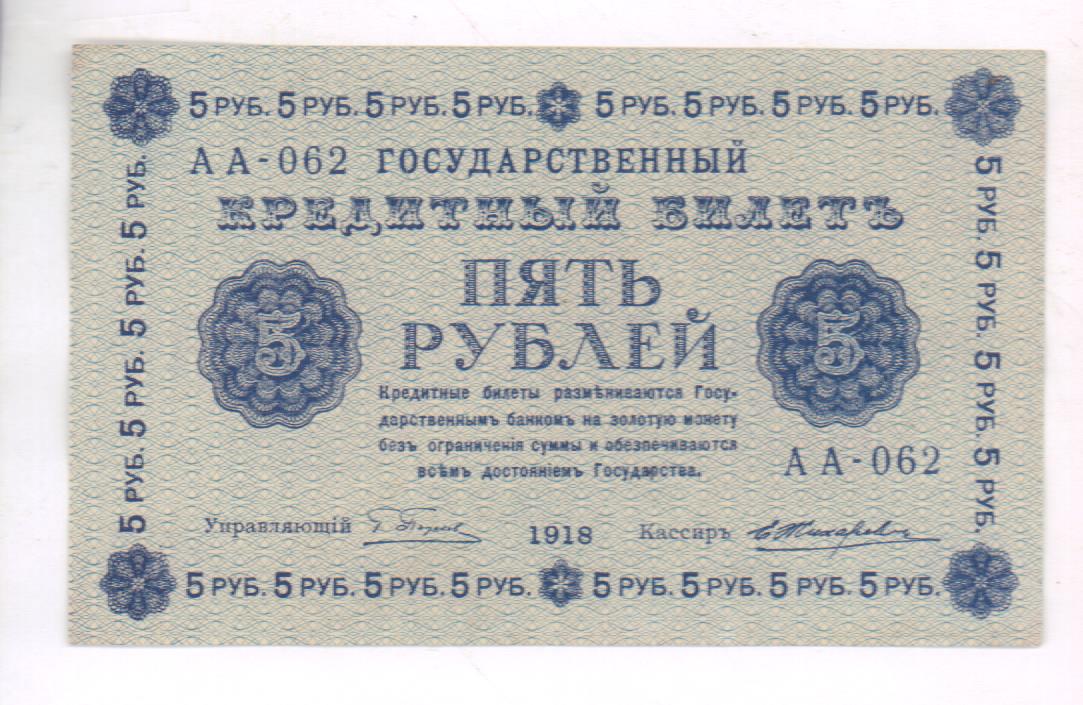 5 РУБ. 5 РУБ. 5 РУБ. 5 РУБ. 5 РУБ. 5 РУБ. 5 РУБ. 5 РУБ.
АА-062 ГОСУДАРСТВЕННЫЙ
КРЕДИТНЫЙ БИЛЕТЪ
ПЯТЬ
РУБЛЕЙ
5
5
Кредитные билеты размѣниваются Госу-
дарственнымъ банкомъ на золотую монету
безъ ограниченія суммы и обезпечиваются
всѣмъ достояніемъ Государства.
АА-062
Управляющій
1918
Кассиръ
5 РУБ. 5 РУБ. 5 РУБ. 5 РУБ. 5 РУБ. 5 РУБ. 5 РУБ. 5 РУБ.
5 РУБ. 5 РУБ. 5 РУБ. 5 РУБ.
5 РУБ. 5 РУБ. 5 РУБ. 5 РУБ.